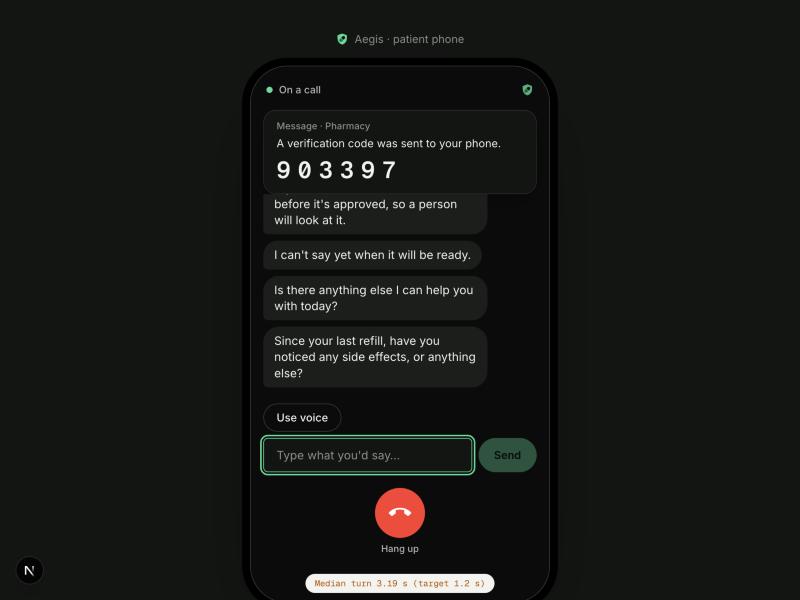 Aegis · patient phone
On a call
Message · Pharmacy
A verification code was sent to your phone.
903397
before it's approved, so a person
will look at it.
I can't say yet when it will be ready.
Is there anything else I can help you
with today?
Since your last refill, have you
noticed any side effects, or anything
else?
Use voice
Type what you'd say...
Send
Hang up
N
Median turn 3.19 s (target 1.2 s)